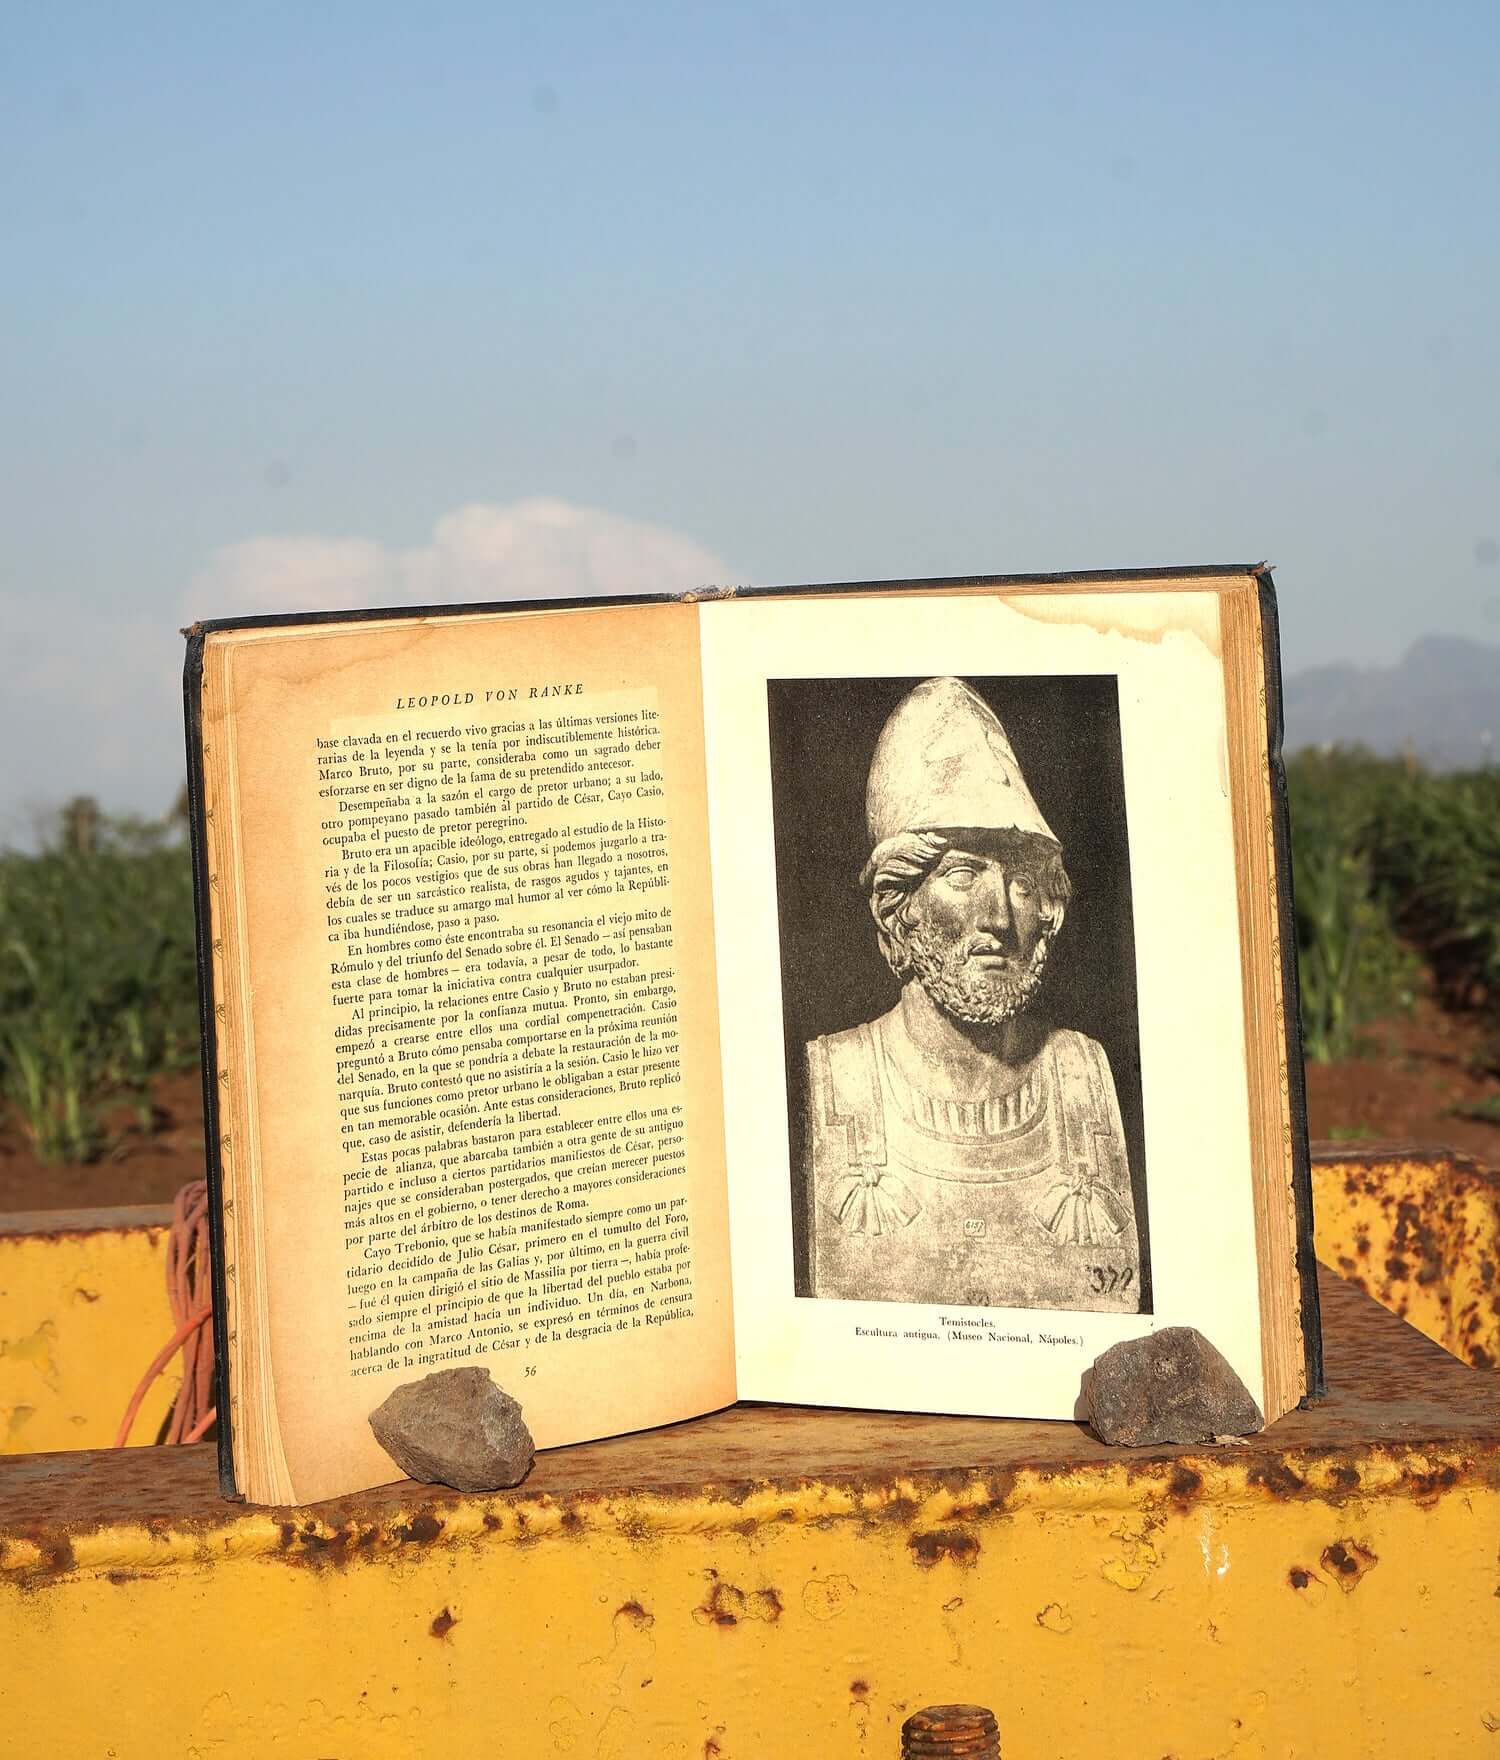 LEOPOLD VON RANKE
base clavada en el recuerdo vivo gracias a las últimas versiones lite-
rarias de la leyenda y se la tenía por indiscutiblemente histórica.
Marco Bruto, por su parte, consideraba como un sagrado deber
esforzarse en ser digno de la fama de su pretendido antecesor.
Desempeñaba a la sazón el cargo de pretor urbano; a su lado,
otro pompeyano pasado también al partido de César, Cayo Casio,
ocupaba el puesto de pretor peregrino.
Bruto era un apacible ideólogo, entregado al estudio de la Histo-
ria y de la Filosofía; Casio, por su parte, si podemos juzgarlo a tra-
vés de los pocos vestigios que de sus obras han llegado a nosotros,
debía de ser un sarcástico realista, de rasgos agudos y tajantes, en
los cuales se traduce su amargo mal humor al ver cómo la Repúbli-
ca iba hundiéndose, paso a paso.
En hombres como éste encontraba su resonancia el viejo mito de
Rómulo y del triunfo del Senado sobre él. El Senado — así pensaban
esta clase de hombres — era todavía, a pesar de todo, lo bastante
fuerte para tomar la iniciativa contra cualquier usurpador.
Al principio, la relaciones entre Casio y Bruto no estaban presi-
didas precisamente por la confianza mutua. Pronto, sin embargo,
empezó a crearse entre ellos una cordial compenetración. Casio
preguntó a Bruto cómo pensaba comportarse en la próxima reunión
del Senado, en la que se pondría a debate la restauración de la mo-
narquía. Bruto contestó que no asistiría a la sesión. Casio le hizo ver
que sus funciones como pretor urbano le obligaban a estar presente
en tan memorable ocasión. Ante estas consideraciones, Bruto replicó
que, caso de asistir, defendería la libertad.
Estas pocas palabras bastaron para establecer entre ellos una es-
pecie de alianza, que abarcaba también a otra gente de su antiguo
partido e incluso a ciertos partidarios manifiestos de César, perso-
najes que se consideraban postergados, que creían merecer puestos
más altos en el gobierno, o tener derecho a mayores consideraciones
por parte del árbitro de los destinos de Roma.
Cayo Trebonio, que se había manifestado siempre como un par-
tidario decidido de Julio César, primero en el tumulto del Foro,
luego en la campaña de las Galias y, por último, en la guerra civil
— fué él quien dirigió el sitio de Massilia por tierra —, había profe-
sado siempre el principio de que la libertad del pueblo estaba por
encima de la amistad hacia un individuo. Un día, en Narbona,
hablando con Marco Antonio, se expresó en términos de censura
acerca de la ingratitud de César y de la desgracia de la República,
56
6157
Temistocles.
Escultura antigua. (Museo Nacional, Nápoles.)